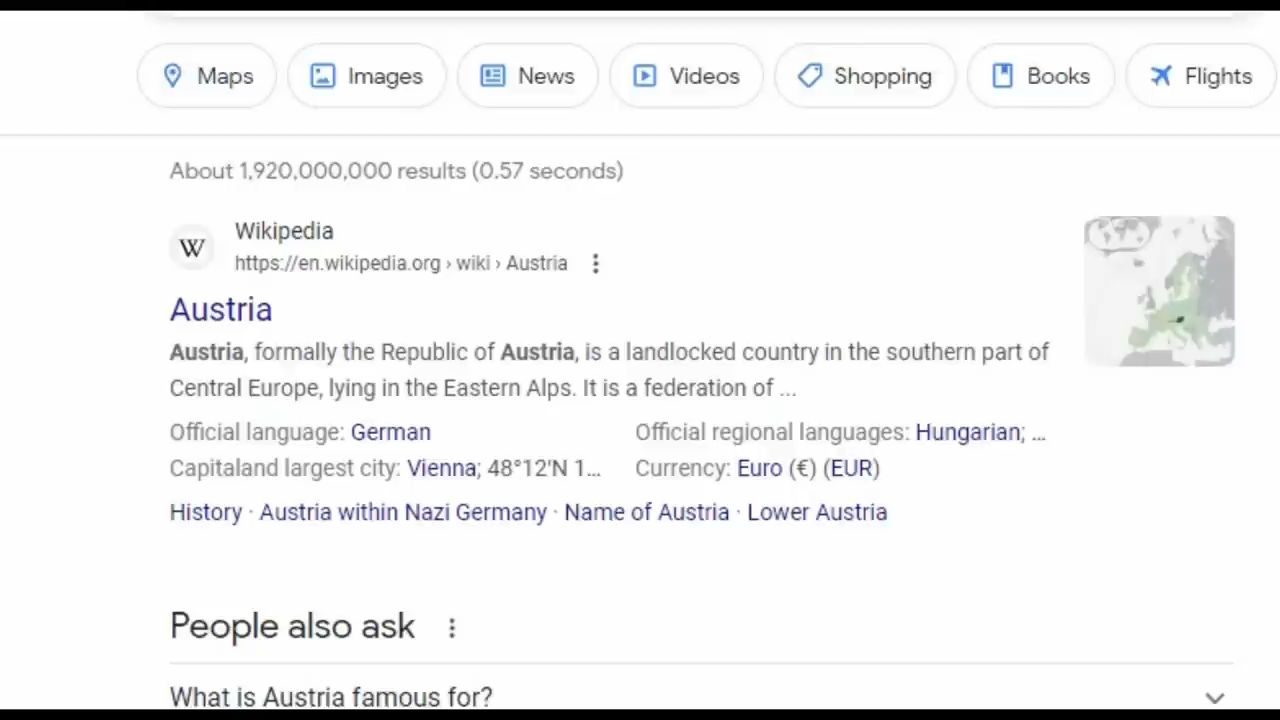 Maps Images News Videos Shopping Books Flights
About 1,920,000,000 results (0.57 seconds)
W
Wikipedia
https://en.wikipedia.org › wiki › Austria
Austria
Austria, formally the Republic of Austria, is a landlocked country in the southern part of
Central Europe, lying in the Eastern Alps. It is a federation of ...
Official language: German Official regional languages: Hungarian; ...
Capitaland largest city: Vienna; 48°12'N 1... Currency: Euro (€) (EUR)
History · Austria within Nazi Germany · Name of Austria · Lower Austria
People also ask
What is Austria famous for?